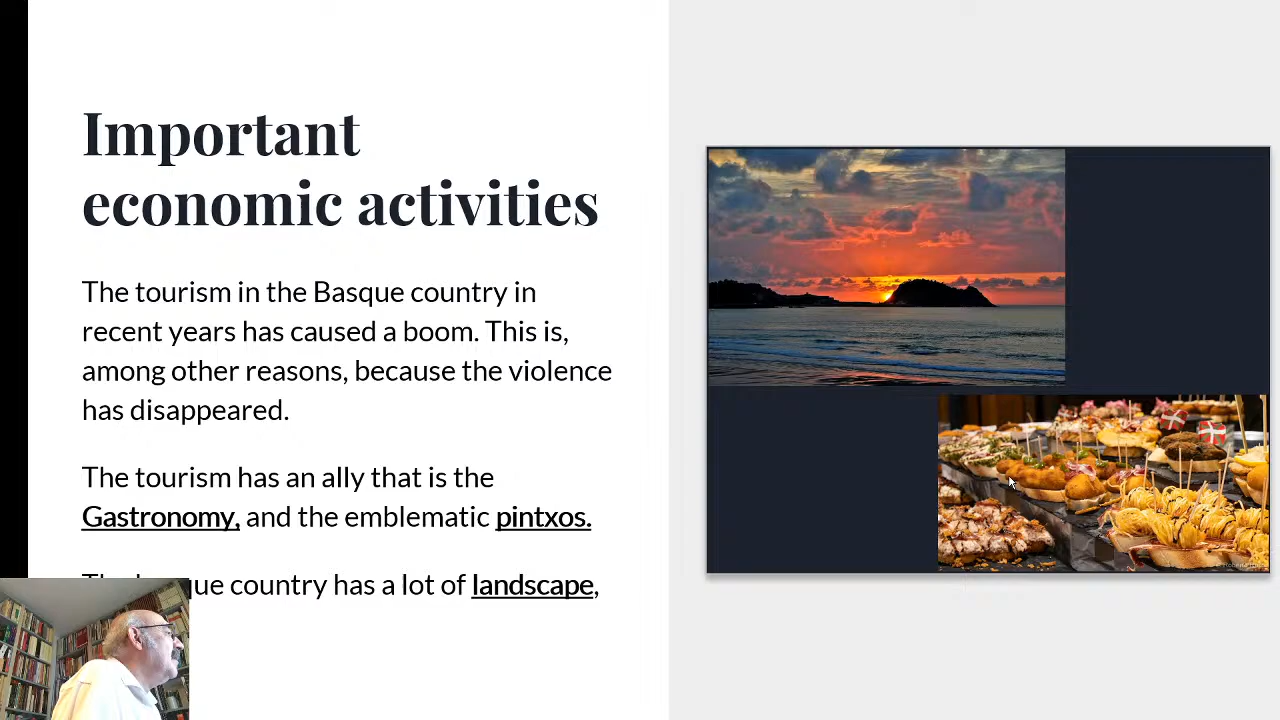 Important
economic activities
The tourism in the Basque country in
recent years has caused a boom. This is,
among other reasons, because the violence
has disappeared.
The tourism has an ally that is the
Gastronomy, and the emblematic pintxos.
The Basque country has a lot of landscape,